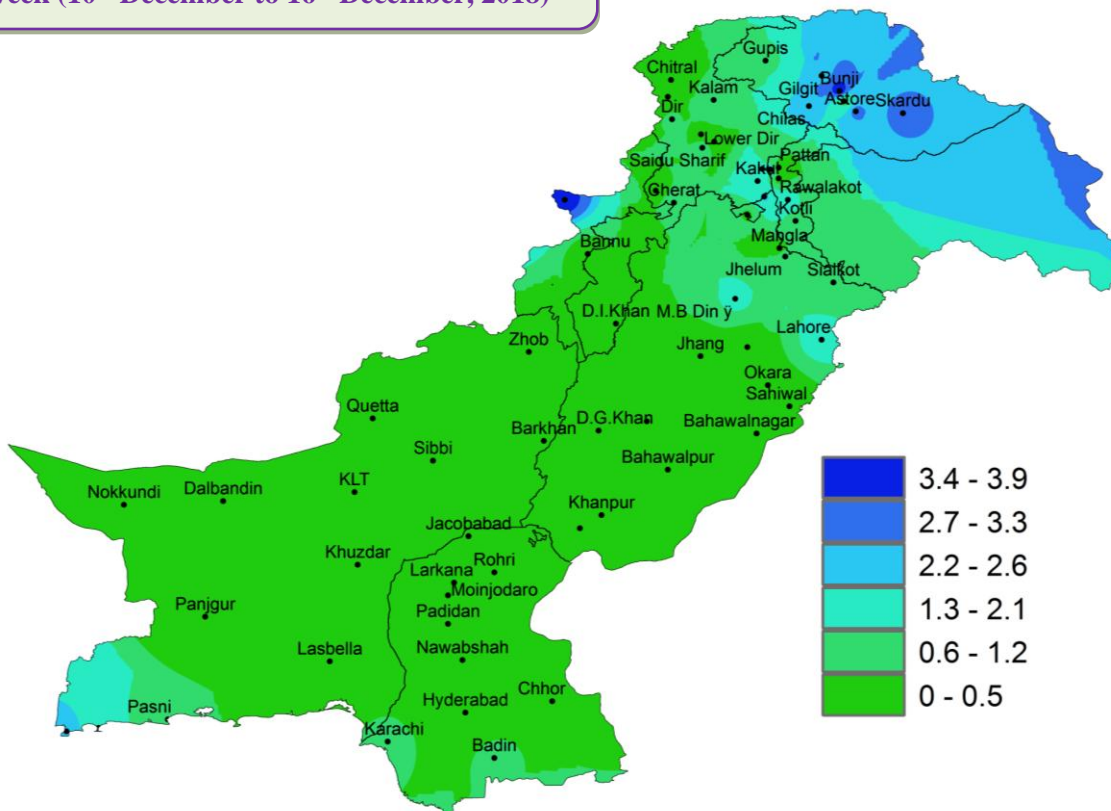 week (10th December to 16th December, 2018)
Gupis
Chitral
Bunji
Kalam
Gilgit
Astore
Skardu
Dir
Chilas
Lower Dir
Pattan
Saidu Sharif
Kakul
Cherat
Rawalakot
Kotli
Bannu
Mangla
Jhelum
Sialkot
D.I.Khan
M.B Din ÿ
Lahore
Zhob
Jhang
Okara
Sahiwal
Quetta
D.G.Khan
Bahawalnagar
Barkhan
Sibbi
Bahawalpur
KLT
Nokkundi
Dalbandin
Khanpur
Jacobabad
Khuzdar
Rohri
Larkana
Moinjodaro
Panjgur
Padidan
Lasbella
Nawabshah
Chhor
Pasni
Hyderabad
Karachi
Badin
3.4 - 3.9
2.7 - 3.3
2.2 - 2.6
1.3 - 2.1
0.6 - 1.2
0 - 0.5